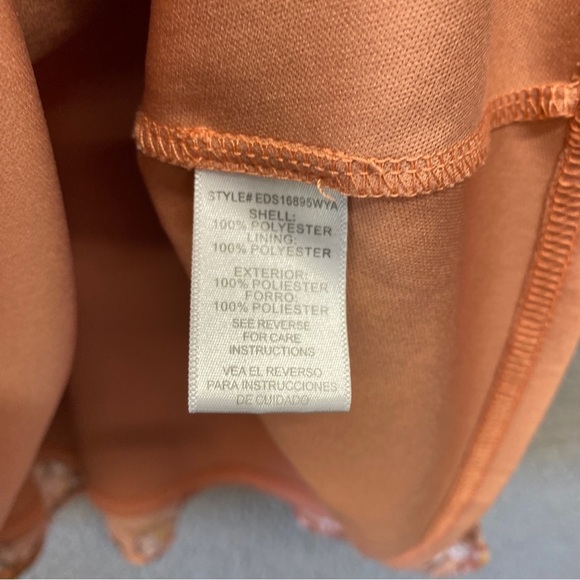 STYLE# EDS16895WYA
SHELL:
100% POLYESTER
LINING:
100% POLYESTER
EXTERIOR:
100% POLIESTER
FORRO:
100% POLIESTER
SEE REVERSE
FOR CARE
INSTRUCTIONS
VEA EL REVERSO
PARA INSTRUCCIONES
DE CUIDADO